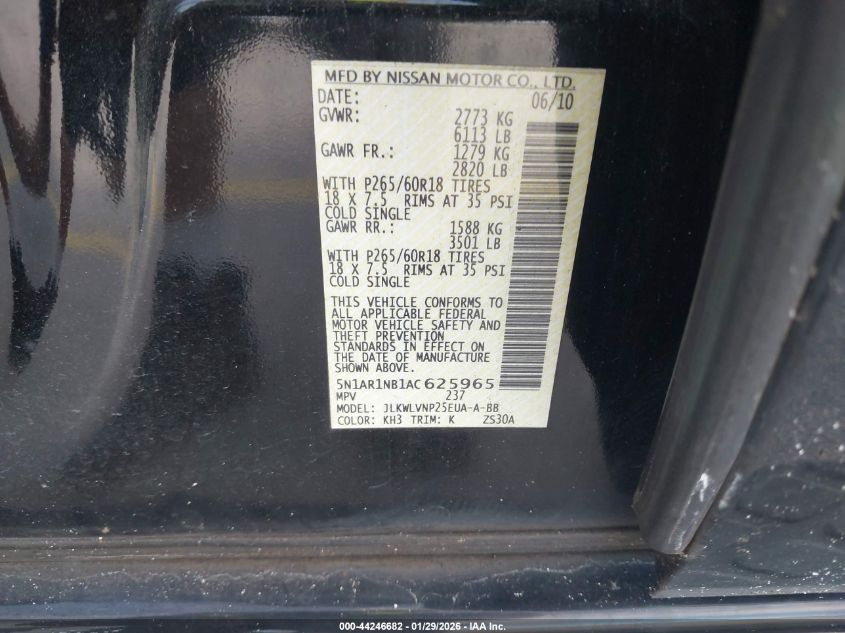 MFD BY NISSAN MOTOR CO., LTD.
DATE: 06/10
GVWR: 2773 KG
6113 LB
GAWR FR.: 1279 KG
2820 LB
WITH P265/60R18 TIRES
18 X 7.5 RIMS AT 35 PSI
COLD SINGLE
GAWR RR.: 1588 KG
3501 LB
WITH P265/60R18 TIRES
18 X 7.5 RIMS AT 35 PSI
COLD SINGLE
THIS VEHICLE CONFORMS TO
ALL APPLICABLE FEDERAL
MOTOR VEHICLE SAFETY AND
THEFT PREVENTION
STANDARDS IN EFFECT ON
THE DATE OF MANUFACTURE
SHOWN ABOVE.
5N1AR1NB1AC625965
MPV 237
MODEL: JLKWLVNP25EUA-A-BB
COLOR: KH3 TRIM: K ZS30A
000-44246682 - 01/29/2026 - IAA Inc.